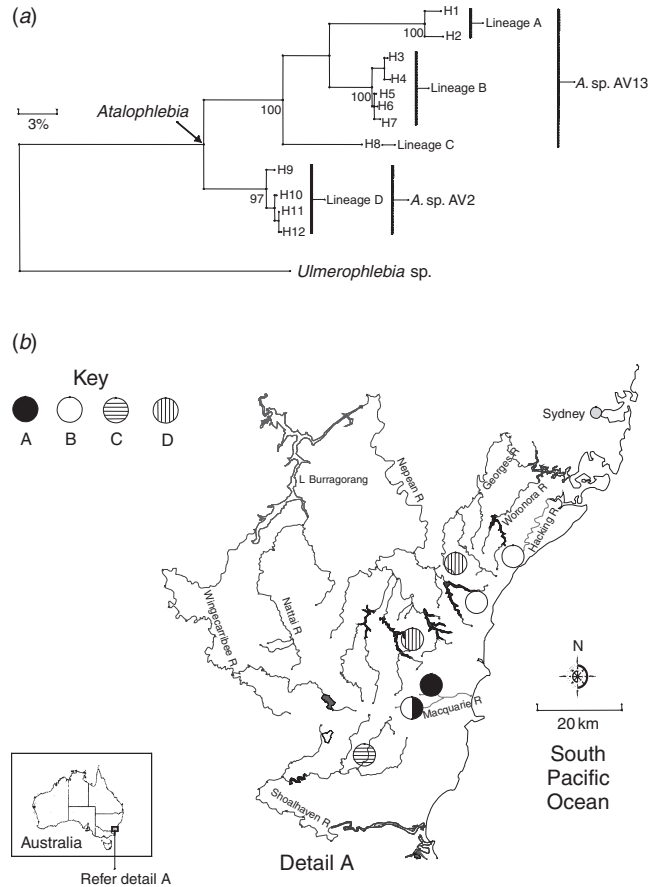 (a)
H1
Lineage A
100
H2
H3
H4
100
H5
Lineage B
A. sp. AV13
H6
H7
3%
Atalophlebia
100
H8
Lineage C
H9
97
H10
Lineage D
A. sp. AV2
H11
H12
Ulmerophlebia sp.
(b)
Key
A
B
C
D
Sydney
L Burragorang
Nepean R
Georges R
Woronora R
Hacking R
Wingecarribee R
Nattai R
Macquarie R
Shoalhaven R
N
20 km
South
Pacific
Ocean
Australia
Refer detail A
Detail A